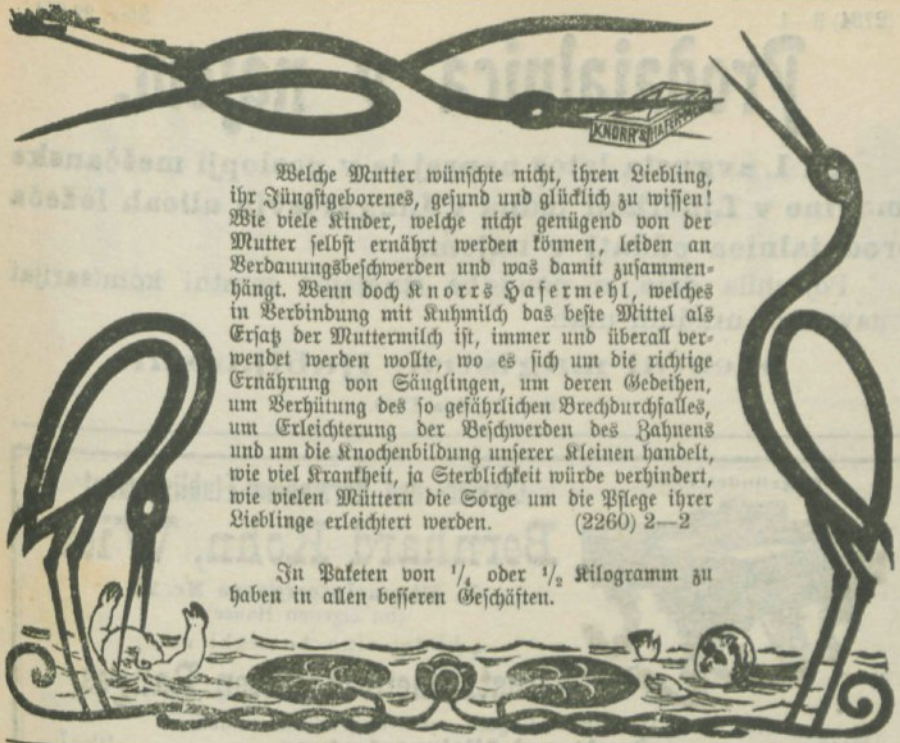 KNORR'S HAFERMEHL
Welche Mutter wünschte nicht, ihren Liebling,
ihr Jüngstgeborenes, gesund und glücklich zu wissen!
Wie viele Kinder, welche nicht genügend von der
Mutter selbst ernährt werden können, leiden an
Verdauungsbeschwerden und was damit zusammen-
hängt. Wenn doch Knorrs Hafermehl, welches
in Verbindung mit Kuhmilch das beste Mittel als
Ersatz der Muttermilch ist, immer und überall ver-
wendet werden wollte, wo es sich um die richtige
Ernährung von Säuglingen, um deren Gedeihen,
um Verhütung des so gefährlichen Brechdurchfalles,
um Erleichterung der Beschwerden des Zahnens
und um die Knochenbildung unserer Kleinen handelt,
wie viel Krankheit, ja Sterblichkeit würde verhindert,
wie vielen Müttern die Sorge um die Pflege ihrer
Lieblinge erleichtert werden. (2260) 2—2
In Paketen von 1/4 oder 1/2 Kilogramm zu
haben in allen besseren Geschäften.